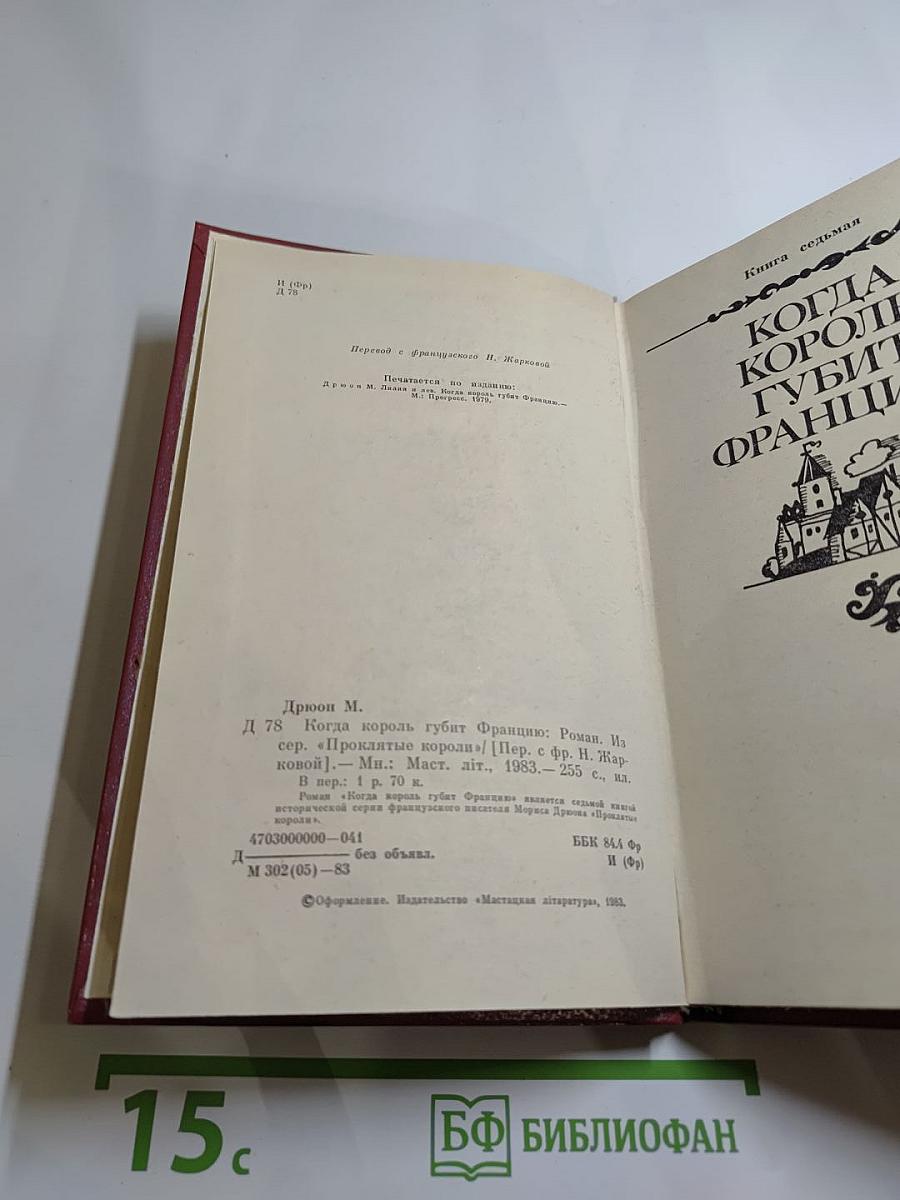 И (Фр)
Д 78
Перевод с французского Н. Жарковой
Печатается по изданию:
Дрюон М. Лилия и лев. Когда король губит Францию.—
М.: Прогресс. 1979.
Дрюон М.
Д 78 Когда король губит Францию: Роман. Из
сер. «Проклятые короли»/ [Пер. с фр. Н. Жар-
ковой].— Мн.: Маст. літ., 1983.— 255 с., ил.
В пер.: 1 р. 70 к.
Роман «Когда король губит Францию» является седьмой книгой
исторической серии французского писателя Мориса Дрюона «Проклятые
короли».
4703000000—041
Д без объявл.
М 302(05)—83
ББК 84.4 Фр
И (Фр)
©Оформление. Издательство «Мастацкая літаратура», 1983.
Книга седьмая
КОГДА
КОРОЛЬ
ГУБИТ
ФРАНЦИ
15 с
БФ БИБЛИОФАН